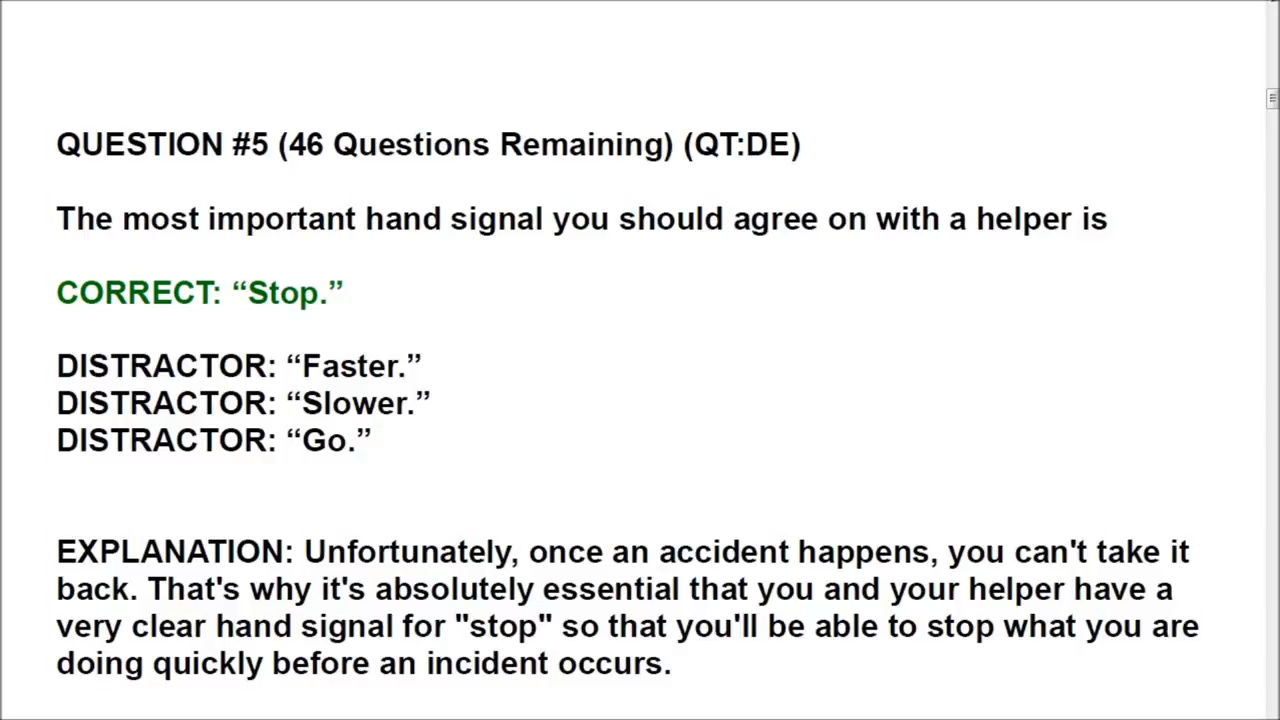 QUESTION #5 (46 Questions Remaining) (QT:DE)
The most important hand signal you should agree on with a helper is
CORRECT: “Stop.”
DISTRACTOR: “Faster.”
DISTRACTOR: “Slower.”
DISTRACTOR: “Go.”
EXPLANATION: Unfortunately, once an accident happens, you can't take it
back. That's why it's absolutely essential that you and your helper have a
very clear hand signal for "stop" so that you'll be able to stop what you are
doing quickly before an incident occurs.